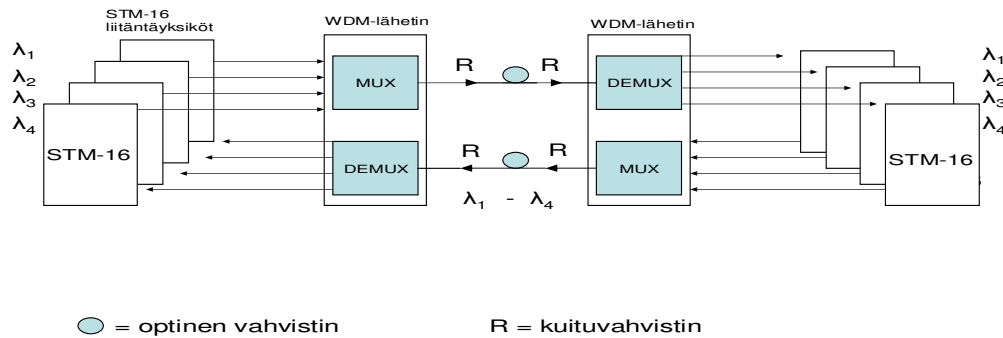 STM-16
liitäntäyksiköt
WDM-lähetin
WDM-lähetin
λ1
λ2
λ3
λ4
STM-16
MUX
DEMUX
R
R
DEMUX
MUX
R
R
λ1 - λ4
λ1
λ2
λ3
λ4
STM-16
= optinen vahvistin
R = kuituvahvistin